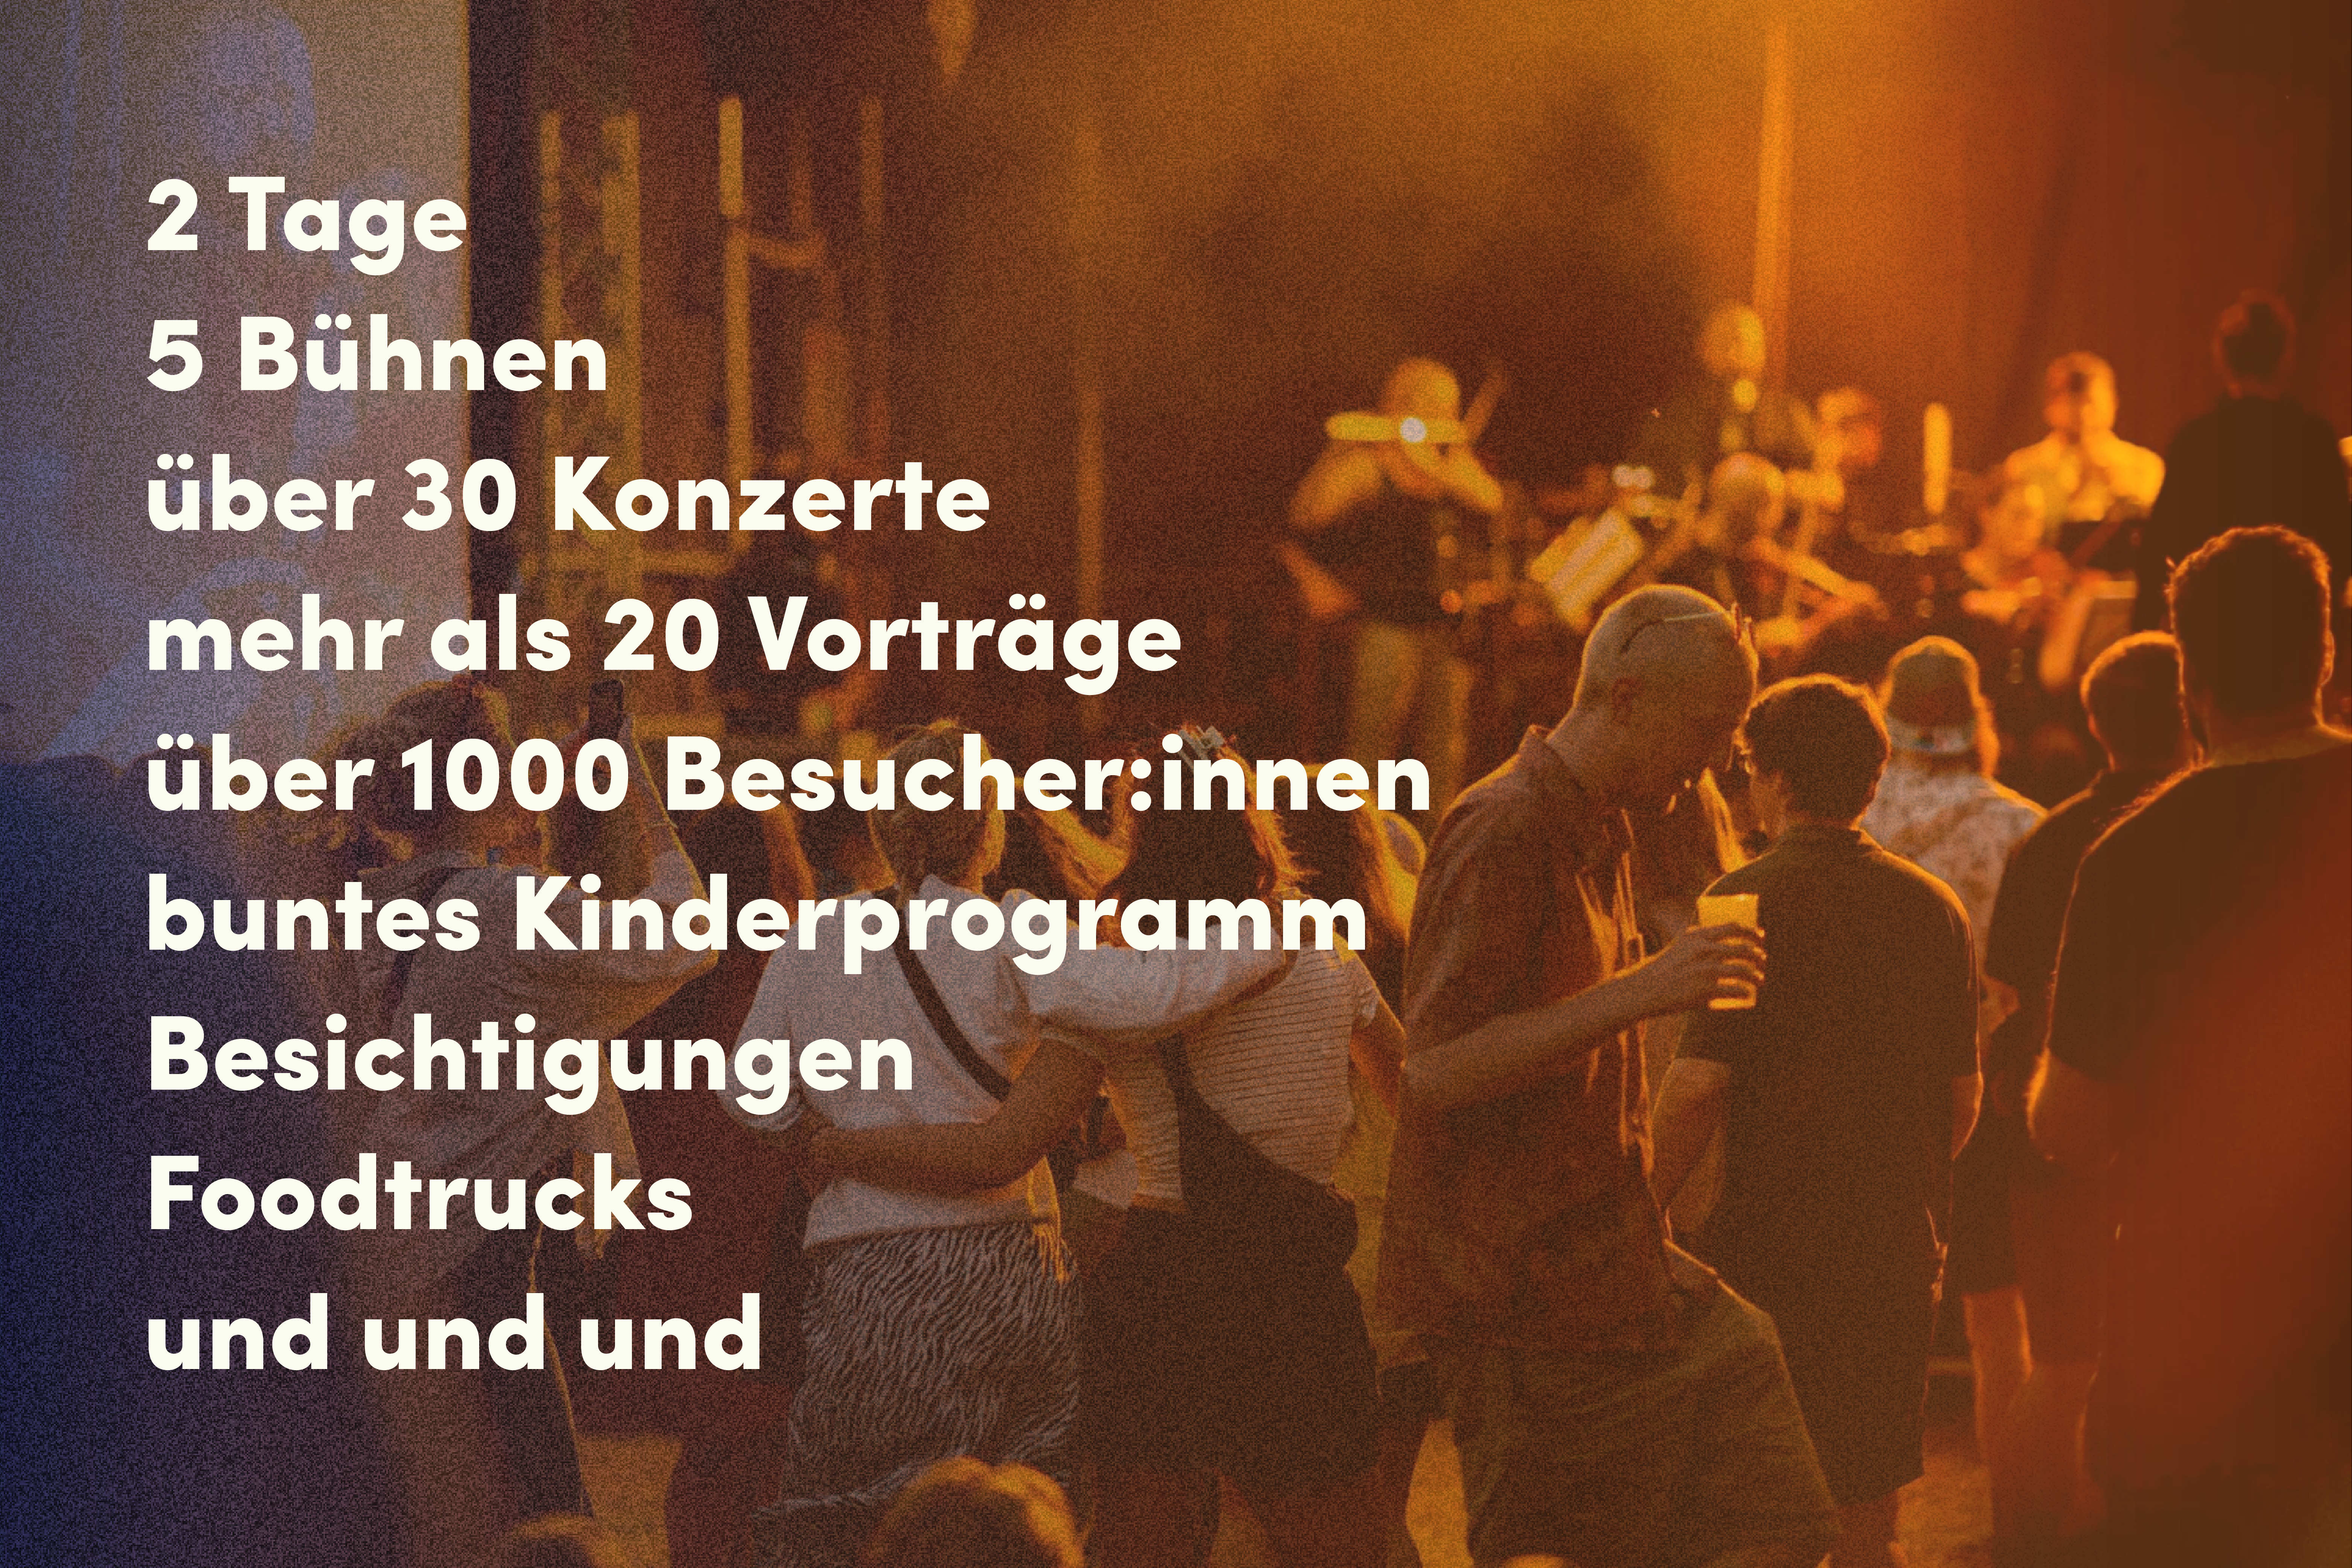 2 Tage
5 Bühnen
über 30 Konzerte
mehr als 20 Vorträge
über 1000 Besucher:innen
buntes Kinderprogramm
Besichtigungen
Foodtrucks
und und und